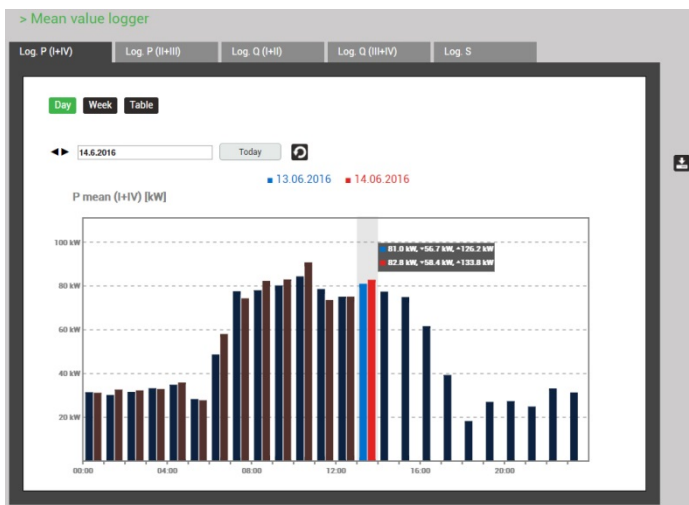 > Mean value logger
Log. P (I+IV) Log. P (II+III) Log. Q (I+II) Log. Q (III+IV) Log. S
Day Week Table
14.6.2016 Today
13.06.2016 14.06.2016
P mean (I+IV) [kW]
100 kW
81.0 kW, 56.7 kW, 126.2 kW
82.8 kW, 58.4 kW, 133.8 kW
80 kW
60 kW
40 kW
20 kW
00:00 04:00 08:00 12:00 16:00 20:00